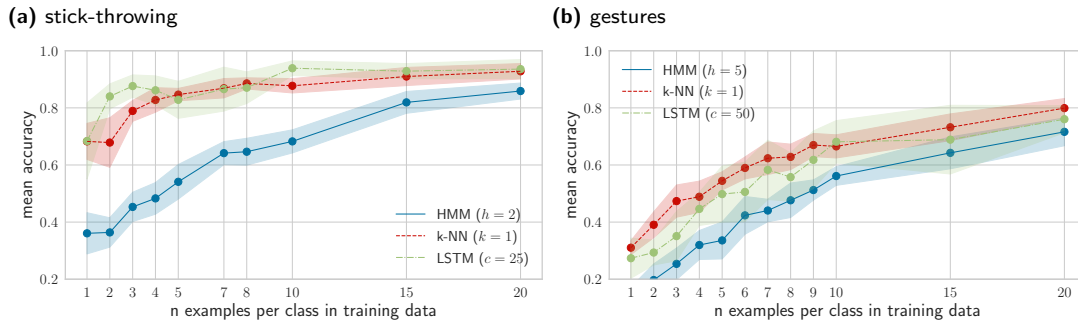 (a) stick-throwing
1.0
0.8
0.6
0.4
0.2
mean accuracy
HMM (h = 2)
k-NN (k = 1)
LSTM (c = 25)
1 2 3 4 5 7 8 10 15 20
n examples per class in training data
(b) gestures
1.0
0.8
0.6
0.4
0.2
mean accuracy
HMM (h = 5)
k-NN (k = 1)
LSTM (c = 50)
1 2 3 4 5 6 7 8 9 10 15 20
n examples per class in training data